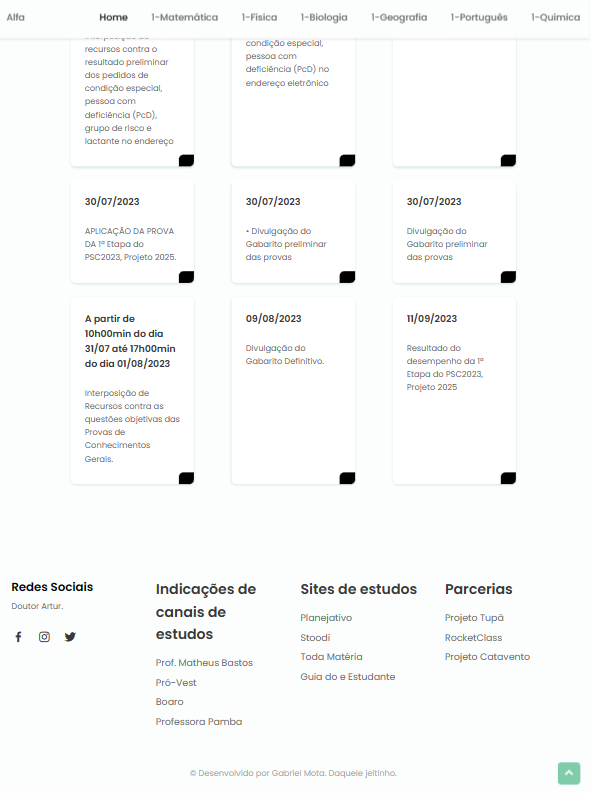 Alfa
Home
1-Matemática
1-Física
1-Biologia
1-Geografia
1-Português
1-Química
recursos contra o
resultado preliminar
dos pedidos de
condição especial,
pessoa com
deficiência (PcD),
grupo de risco e
lactante no endereço
condição especial,
pessoa com
deficiência (PcD) no
endereço eletrônico
30/07/2023
APLICAÇÃO DA PROVA
DA 1ª Etapa do
PSC2023, Projeto 2025.
30/07/2023
• Divulgação do
Gabarito preliminar
das provas
30/07/2023
Divulgação do
Gabarito preliminar
das provas
A partir de
10h00min do dia
31/07 até 17h00min
do dia 01/08/2023
Interposição de
Recursos contra as
questões objetivas das
Provas de
Conhecimentos
Gerais.
09/08/2023
Divulgação do
Gabarito Definitivo.
11/09/2023
Resultado do
desempenho da 1ª
Etapa do PSC2023,
Projeto 2025
Redes Sociais
Doutor Artur.
Indicações de
canais de
estudos
Prof. Matheus Bastos
Pró-Vest
Boaro
Professora Pamba
Sites de estudos
Planejativo
Stoodi
Toda Matéria
Guia do e Estudante
Parcerias
Projeto Tupã
RocketClass
Projeto Catavento
© Desenvolvido por Gabriel Mota. Daquele jeitinho.